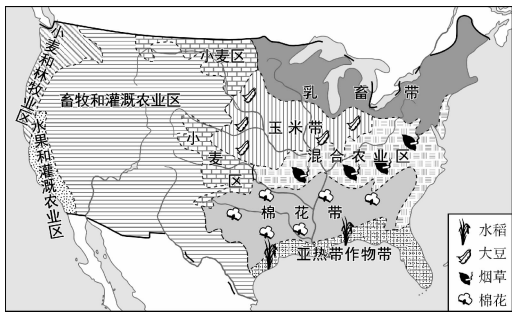 小麦和林牧业区
小麦区
乳畜带
畜牧和灌溉农业区
玉米带
水果和灌溉农业区
小麦区
混合农业区
棉花带
亚热带作物带
水稻
大豆
烟草
棉花